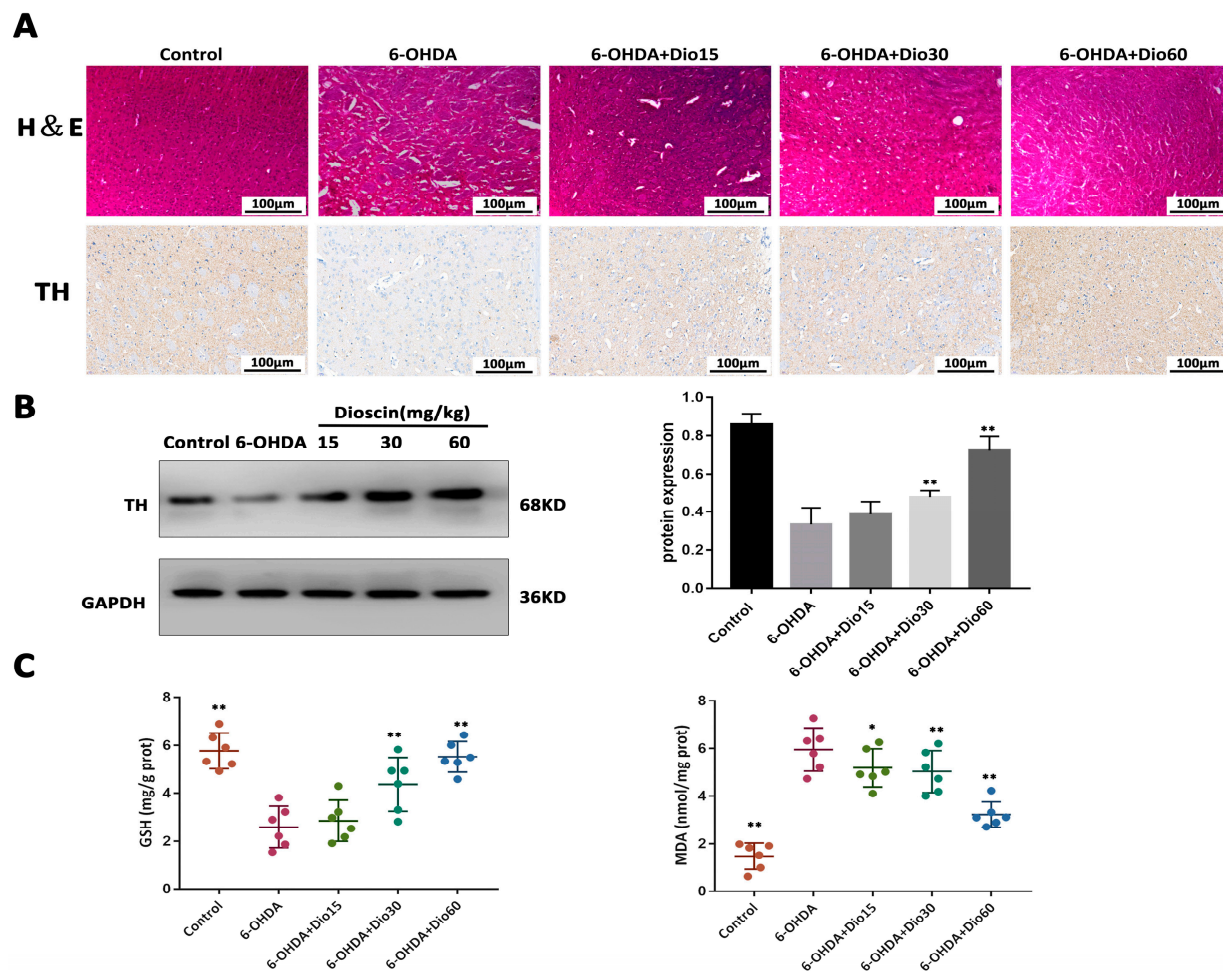 A
Control 6-OHDA 6-OHDA+Dio15 6-OHDA+Dio30 6-OHDA+Dio60
H & E
100μm 100μm 100μm 100μm 100μm
TH
100μm 100μm 100μm 100μm 100μm
B
Dioscin(mg/kg)
Control 6-OHDA 15 30 60
TH 68KD
GAPDH 36KD
protein expression
1.0
0.8
0.6
0.4
0.2
0.0
** **
Control 6-OHDA 6-OHDA+Dio15 6-OHDA+Dio30 6-OHDA+Dio60
C
GSH (mg/g prot)
8
6
4
2
0
** ** **
Control 6-OHDA 6-OHDA+Dio15 6-OHDA+Dio30 6-OHDA+Dio60
MDA (nmol/mg prot)
8
6
4
2
0
** * ** **
Control 6-OHDA 6-OHDA+Dio15 6-OHDA+Dio30 6-OHDA+Dio60